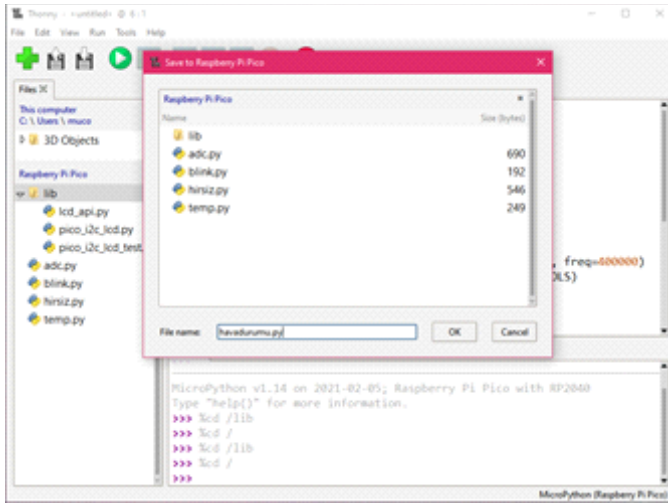 Thonny - <untitled> @ 6:1
File Edit View Run Tools Help
Files
This computer
C: \ Users \ muco
3D Objects
Raspberry Pi Pico
lib
lcd_api.py
pico_i2c_lcd.py
pico_i2c_lcd_test.
adc.py
blink.py
hirsiz.py
temp.py
Save to Raspberry Pi Pico
Raspberry Pi Pico
Name Size (bytes)
lib
adc.py 690
blink.py 192
hirsiz.py 546
temp.py 249
File name: havadurumu.py OK Cancel
, freq=400000)
OLS)
MicroPython v1.14 on 2021-02-05; Raspberry Pi Pico with RP2040
Type "help()" for more information.
>>> %cd /lib
>>> %cd /
>>> %cd /lib
>>> %cd /
>>>
MicroPython (Raspberry Pi Pico)